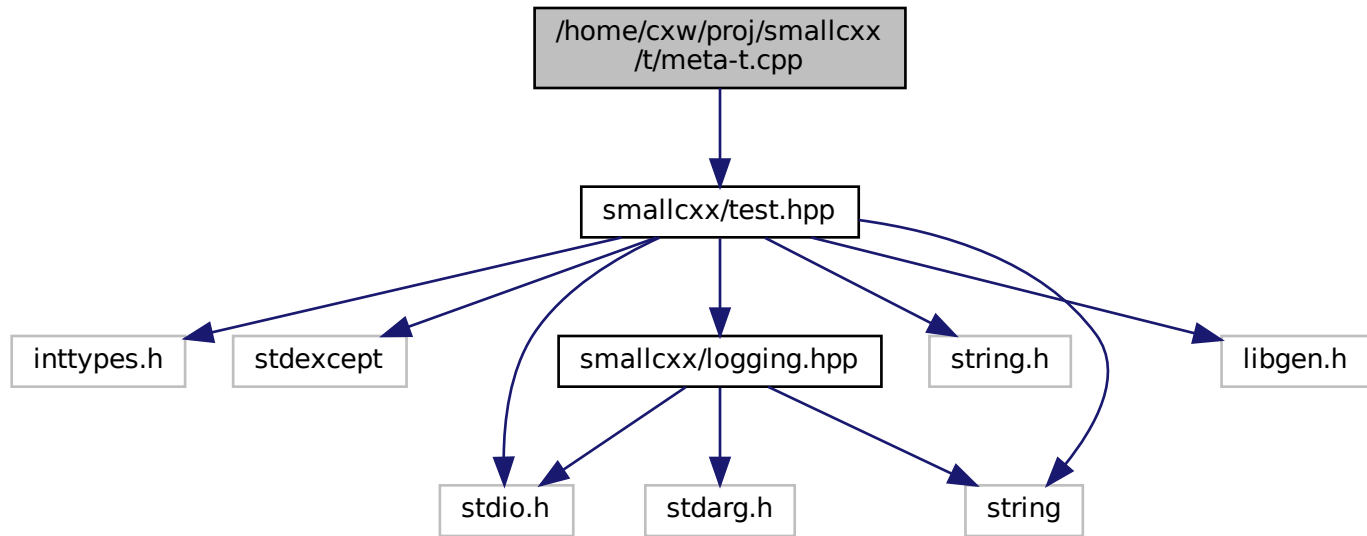 /home/cxw/proj/smallcxx
/t/meta-t.cpp
smallcxx/test.hpp
inttypes.h
stdexcept
smallcxx/logging.hpp
string.h
libgen.h
stdio.h
stdarg.h
string